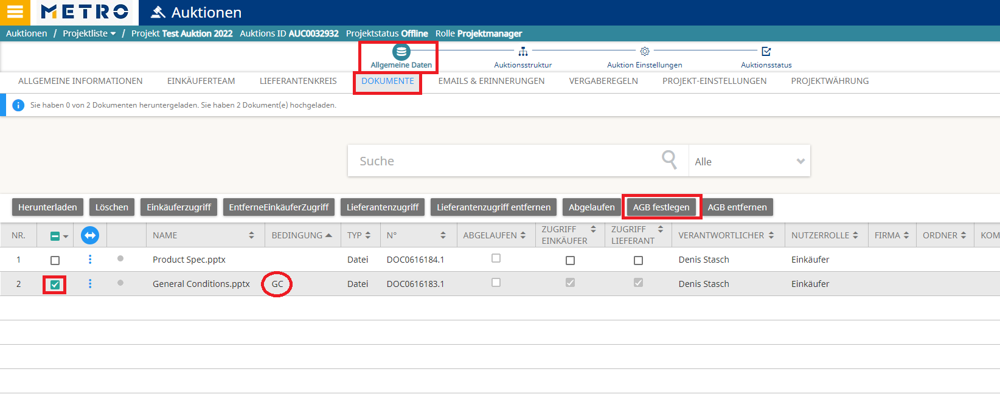 METRO Auktionen
Auktionen / Projektliste / Projekt Test Auktion 2022 Auktions ID AUC0032932 Projektstatus Offline Rolle Projektmanager
Allgemeine Daten Auktionsstruktur Auktion Einstellungen Auktionsstatus
ALLGEMEINE INFORMATIONEN EINKÄUFERTEAM LIEFERANTENKREIS DOKUMENTE EMAILS & ERINNERUNGEN VERGABEREGELN PROJEKT-EINSTELLUNGEN PROJEKTWÄHRUNG
Sie haben 0 von 2 Dokumenten heruntergeladen. Sie haben 2 Dokument(e) hochgeladen.
Suche Alle
Herunterladen Löschen Einkäuferzugriff EntferneEinkäuferZugriff Lieferantenzugriff Lieferantenzugriff entfernen Abgelaufen AGB festlegen AGB entfernen
NR. NAME BEDINGUNG TYP N° ABGELAUFEN ZUGRIFF EINKÄUFER ZUGRIFF LIEFERANT VERANTWORTLICHER NUTZERROLLE FIRMA ORDNER KOM
1 Product Spec.pptx Datei DOC0616184.1 Denis Stasch Einkäufer
2 General Conditions.pptx GC Datei DOC0616183.1 Denis Stasch Einkäufer